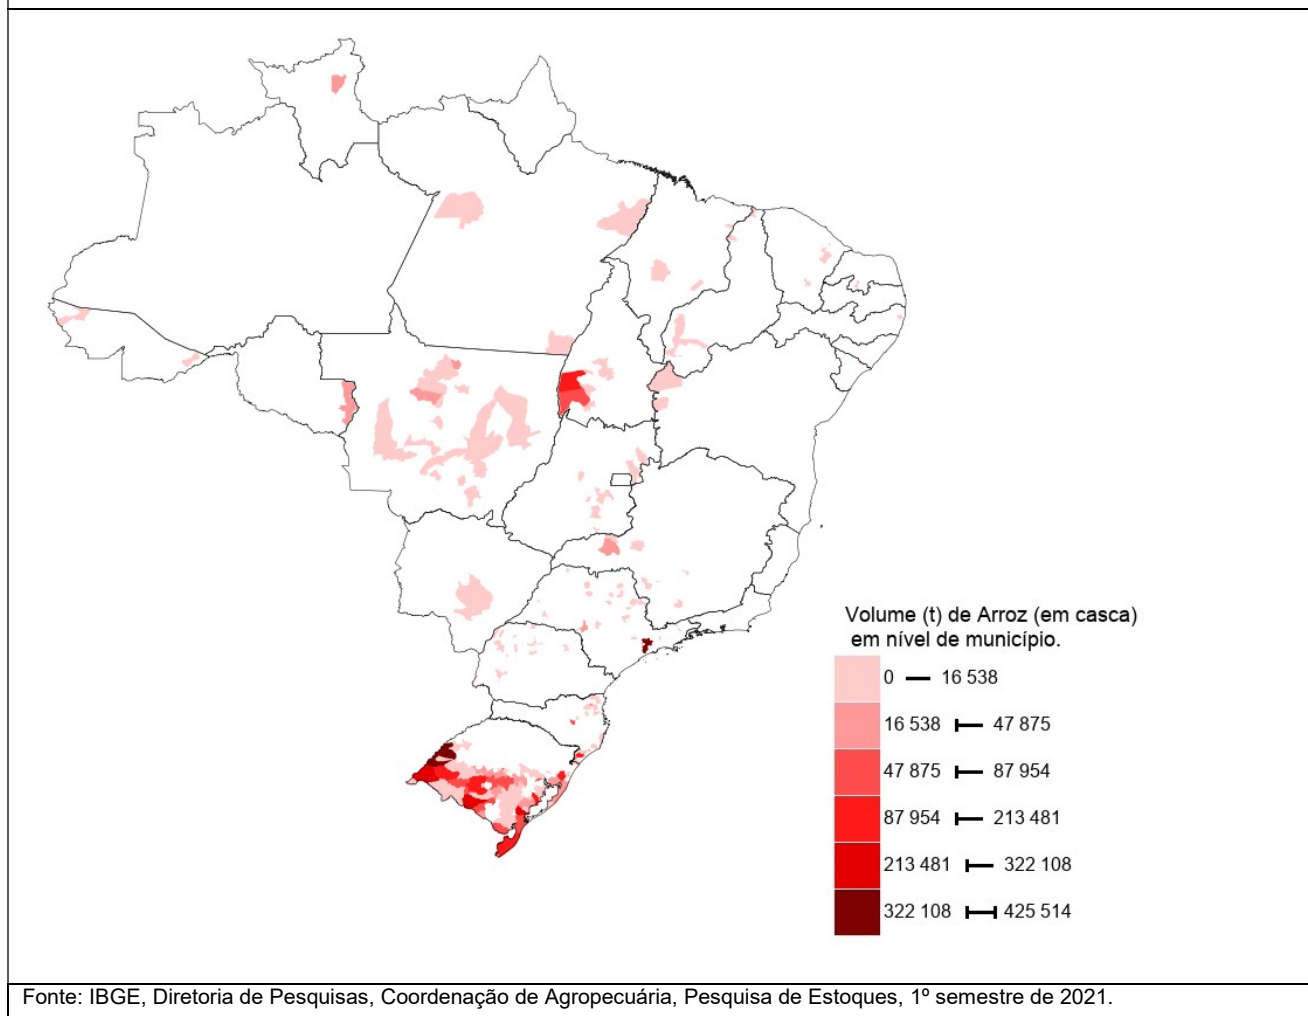 Volume (t) de Arroz (em casca)
em nível de município.
0 — 16 538
16 538 — 47 875
47 875 — 87 954
87 954 — 213 481
213 481 — 322 108
322 108 — 425 514
Fonte: IBGE, Diretoria de Pesquisas, Coordenação de Agropecuária, Pesquisa de Estoques, 1º semestre de 2021.